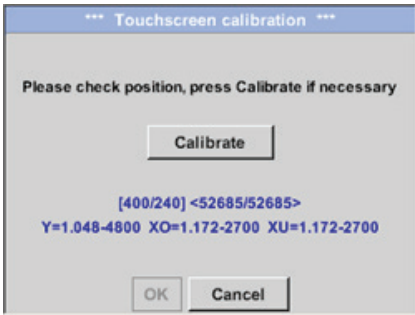 *** Touchscreen calibration ***
Please check position, press Calibrate if necessary
Calibrate
[400/240] <52685/52685>
Y=1.048-4800 XO=1.172-2700 XU=1.172-2700
OK Cancel